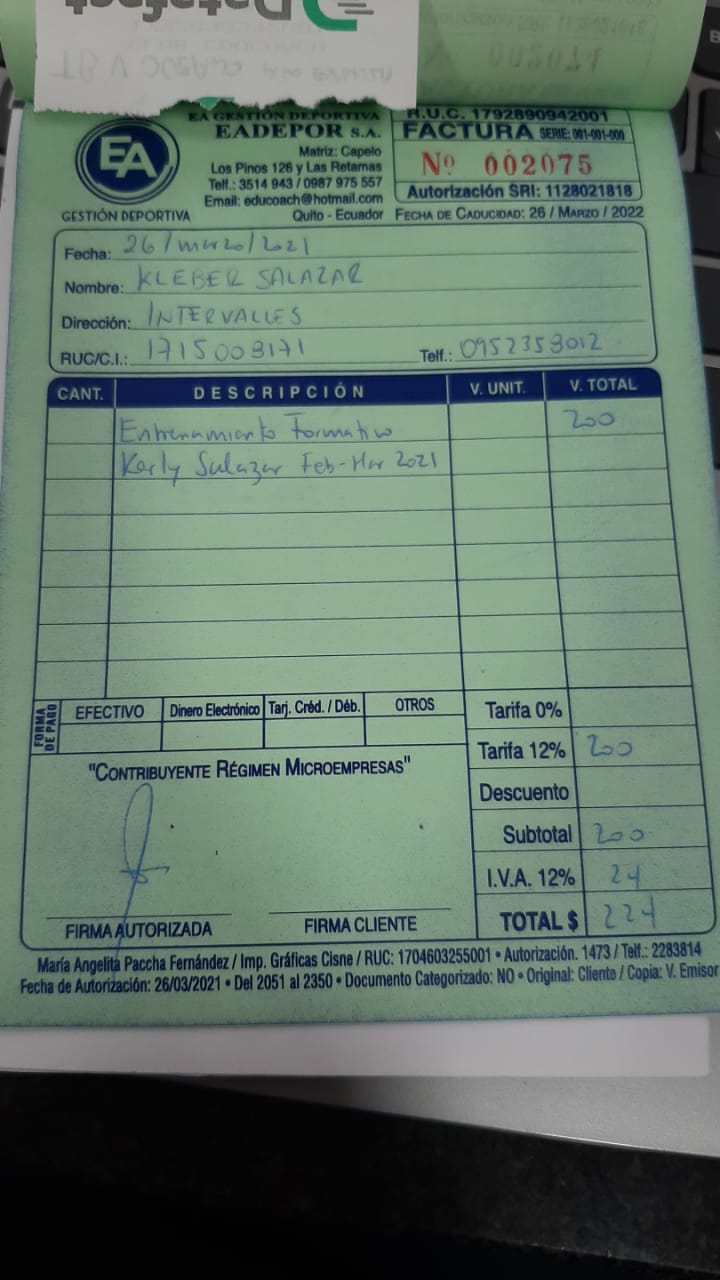 Datafast
Nº 002071
EA GESTIÓN DEPORTIVA
EADEPOR S.A.
Matriz: Capelo
Los Pinos 126 y Las Retamas
Telf.: 3514 943 / 0987 975 557
Email: educoach@hotmail.com
Quito - Ecuador
EA
GESTIÓN DEPORTIVA
R.U.C. 1792890942001
FACTURA SERIE: 001-001-000
Nº 002075
Autorización SRI: 1128021818
FECHA DE CADUCIDAD: 26 / MARZO / 2022
Fecha: 26/marzo/2021
Nombre: KLEBER SALAZAR
Dirección: INTERVALLES
RUC/C.I.: 1715003171 Telf.: 0952353012
CANT. DESCRIPCIÓN V. UNIT. V. TOTAL
Entrenamiento Formativo 200
Karly Salazar Feb-Mar 2021
FORMA DE PAGO
EFECTIVO Dinero Electrónico Tarj. Créd. / Déb. OTROS
Tarifa 0%
Tarifa 12% 200
Descuento
Subtotal 200
I.V.A. 12% 24
TOTAL $ 224
"CONTRIBUYENTE RÉGIMEN MICROEMPRESAS"
FIRMA AUTORIZADA FIRMA CLIENTE
María Angelita Paccha Fernández / Imp. Gráficas Cisne / RUC: 1704603255001 • Autorización. 1473 / Telf.: 2283814
Fecha de Autorización: 26/03/2021 • Del 2051 al 2350 • Documento Categorizado: NO • Original: Cliente / Copia: V. Emisor